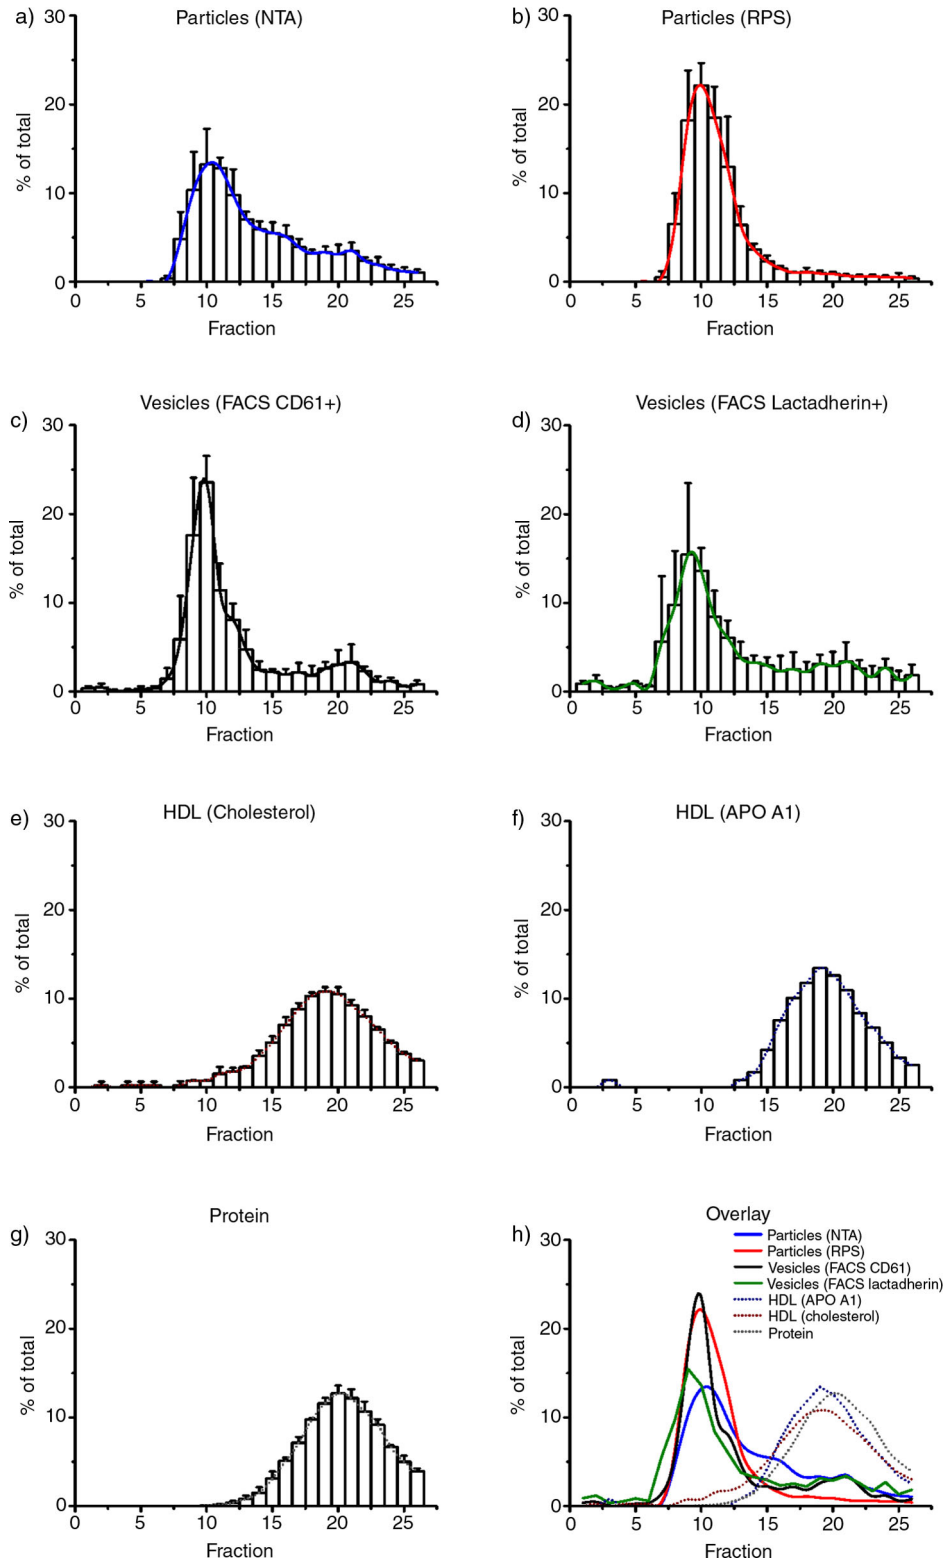 a) Particles (NTA)
30
20
10
0
% of total
0 5 10 15 20 25
Fraction
b) Particles (RPS)
30
20
10
0
% of total
0 5 10 15 20 25
Fraction
c) Vesicles (FACS CD61+)
30
20
10
0
% of total
0 5 10 15 20 25
Fraction
d) Vesicles (FACS Lactadherin+)
30
20
10
0
% of total
0 5 10 15 20 25
Fraction
e) HDL (Cholesterol)
30
20
10
0
% of total
0 5 10 15 20 25
Fraction
f) HDL (APO A1)
30
20
10
0
% of total
0 5 10 15 20 25
Fraction
g) Protein
30
20
10
0
% of total
0 5 10 15 20 25
Fraction
h) Overlay
Particles (NTA)
Particles (RPS)
Vesicles (FACS CD61)
Vesicles (FACS lactadherin)
HDL (APO A1)
HDL (cholesterol)
Protein
30
20
10
0
% of total
0 5 10 15 20 25
Fraction